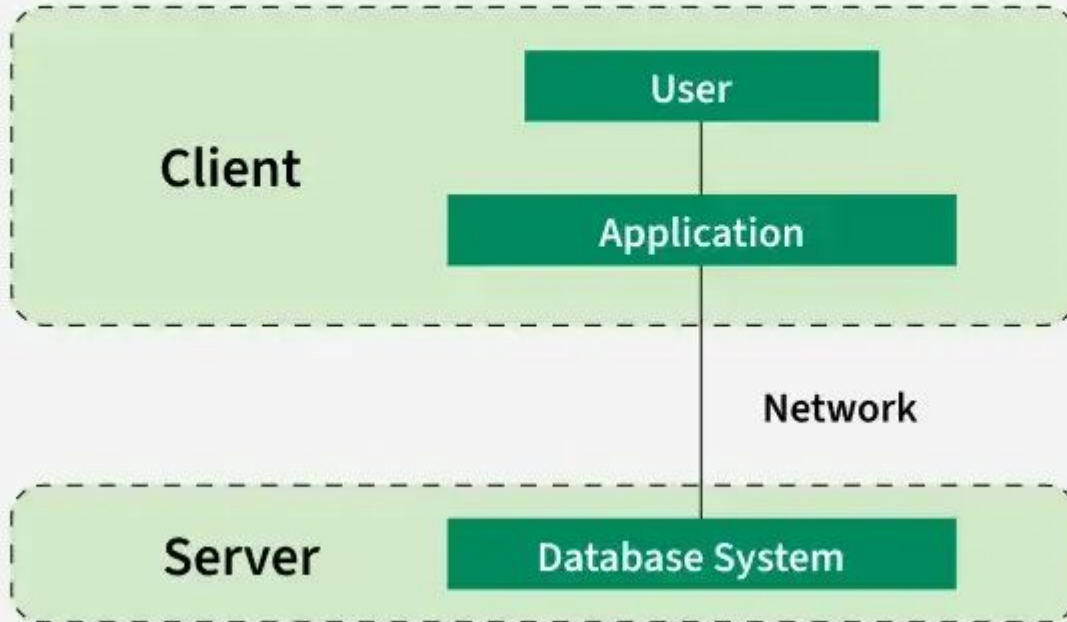 User
Client
Application
Network
Server
Database System